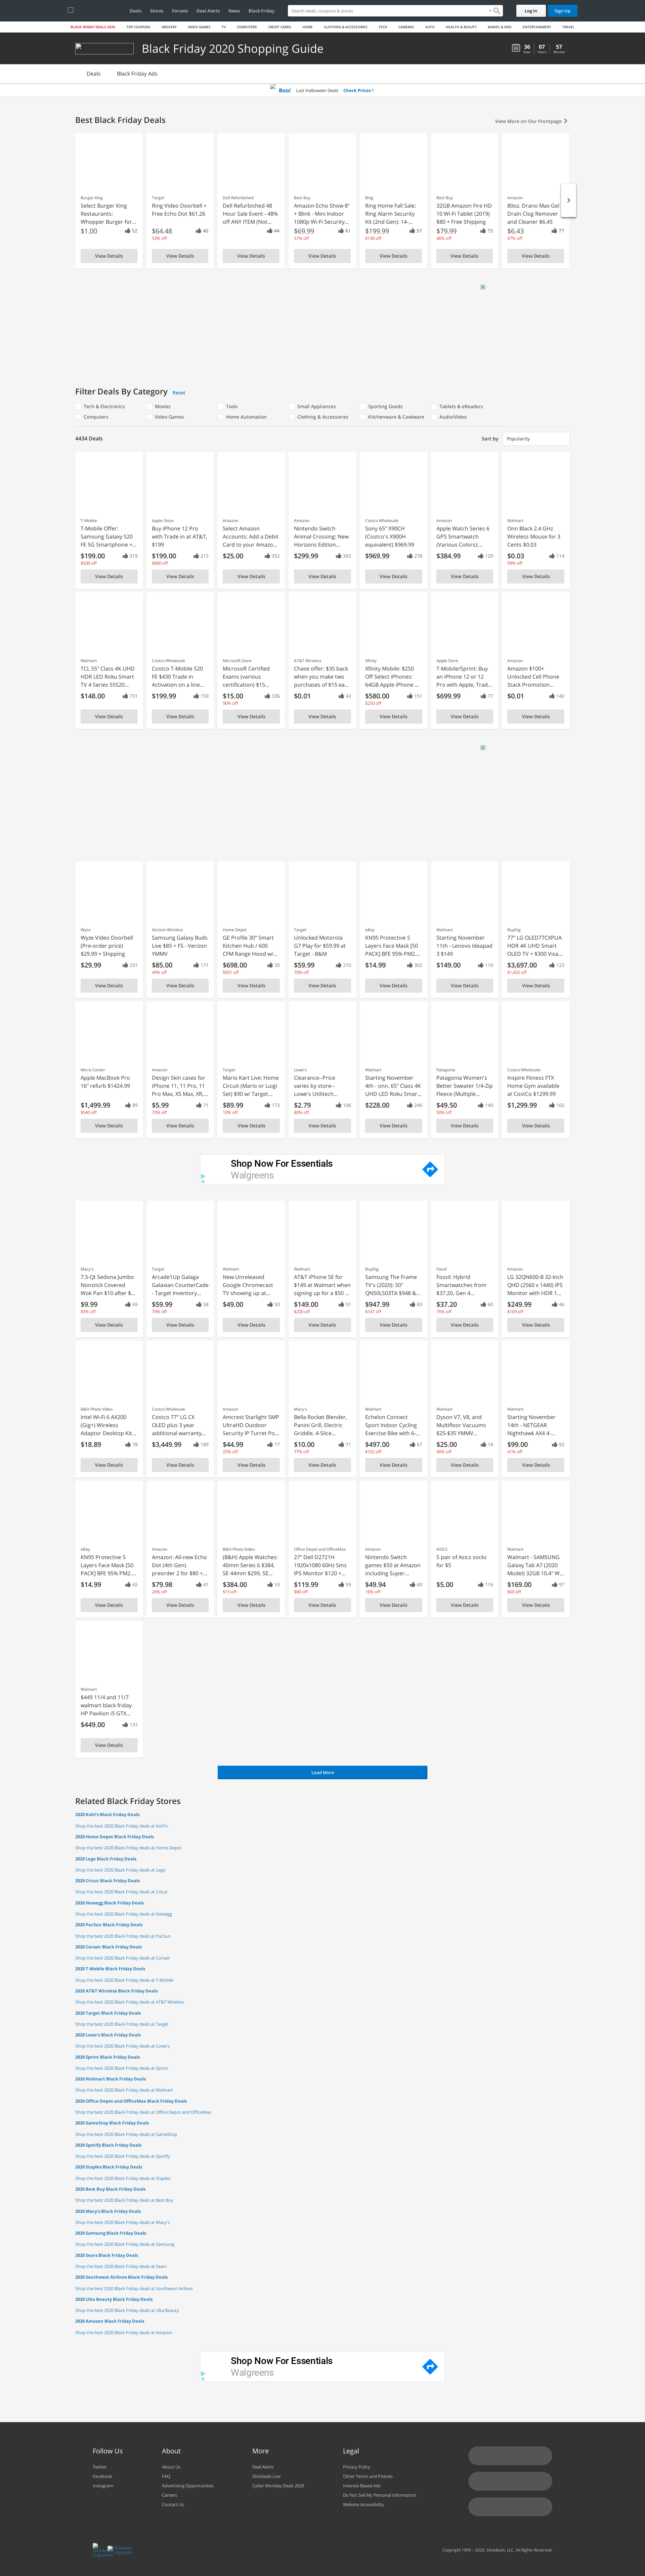 Deals Stores Forums Deal Alerts News Black Friday
Search deals, coupons & stores
Log In Sign Up
BLACK FRIDAY DEALS 2020 TOP COUPONS GROCERY VIDEO GAMES TV COMPUTERS CREDIT CARDS HOME CLOTHING & ACCESSORIES TECH CAMERAS AUTO HEALTH & BEAUTY BABIES & KIDS ENTERTAINMENT TRAVEL
Black Friday 2020 Shopping Guide
36 Days 07 Hours 57 Minutes
Deals Black Friday Ads
Boo! Last Halloween Deals Check Prices
Best Black Friday Deals
View More on Our Frontpage
Burger King
Select Burger King Restaurants: Whopper Burger for...
$1.00 52
View Details
Target
Ring Video Doorbell + Free Echo Dot $61.26
$64.48 40
53% off
View Details
Dell Refurbished
Dell Refurbished 48 Hour Sale Event - 48% off ANY ITEM (Not...
44
View Details
Best Buy
Amazon Echo Show 8" + Blink - Mini Indoor 1080p Wi-Fi Security...
$69.99 61
57% off
View Details
Ring
Ring Home Fall Sale: Ring Alarm Security Kit (2nd Gen): 14-...
$199.99 57
$130 off
View Details
Best Buy
32GB Amazon Fire HD 10 Wi-Fi Tablet (2019) $80 + Free Shipping
$79.99 73
46% off
View Details
Amazon
80oz. Drano Max Gel Drain Clog Remover and Cleaner $6.45
$6.43 77
47% off
View Details
Filter Deals By Category Reset
Tech & Electronics Movies Tools Small Appliances Sporting Goods Tablets & eReaders
Computers Video Games Home Automation Clothing & Accessories Kitchenware & Cookware Audio/Video
4434 Deals
Sort by Popularity
T-Mobile
T-Mobile Offer: Samsung Galaxy S20 FE 5G Smartphone +...
$199.00 319
$500 off
View Details
Apple Store
Buy iPhone 12 Pro with Trade in at AT&T, $199
$199.00 215
$800 off
View Details
Amazon
Select Amazon Accounts: Add a Debit Card to your Amazo...
$25.00 352
View Details
Amazon
Nintendo Switch Animal Crossing: New Horizons Edition...
$299.99 392
View Details
Costco Wholesale
Sony 65" X90CH (Costco's X900H equivalent) $969.99
$969.99 278
View Details
Amazon
Apple Watch Series 6 GPS Smartwatch (Various Colors):...
$384.99 129
View Details
Walmart
Onn Black 2.4 GHz Wireless Mouse for 3 Cents $0.03
$0.03 114
99% off
View Details
Walmart
TCL 55" Class 4K UHD HDR LED Roku Smart TV 4 Series 55S20...
$148.00 731
View Details
Costco Wholesale
Costco T-Mobile S20 FE $430 Trade in Activation on a line...
$199.99 159
View Details
Microsoft Store
Microsoft Certified Exams (various certification) $15...
$15.00 336
90% off
View Details
AT&T Wireless
Chase offer: $35 back when you make two purchases of $15 ea...
$0.01 43
View Details
Xfinity
Xfinity Mobile: $250 Off Select iPhones: 64GB Apple iPhone ...
$580.00 151
$250 off
View Details
Apple Store
T-Mobile/Sprint: Buy an iPhone 12 or 12 Pro with Apple, Trad...
$699.99 77
View Details
Amazon
Amazon $100+ Unlocked Cell Phone Stack Promotion...
$0.01 140
View Details
Wyze
Wyze Video Doorbell (Pre-order price) $29.99 + Shipping
$29.99 231
View Details
Verizon Wireless
Samsung Galaxy Buds Live $85 + FS - Verizon YMMV
$85.00 171
49% off
View Details
Home Depot
GE Profile 30" Smart Kitchen Hub / 600 CFM Range Hood w/...
$698.00 35
$501 off
View Details
Target
Unlocked Motorola G7 Play for $59.99 at Target - B&M
$59.99 210
70% off
View Details
eBay
KN95 Protective 5 Layers Face Mask [50 PACK] BFE 95% PM2....
$14.99 302
View Details
Walmart
Starting November 11th - Lenovo Ideapad 3 $149
$149.00 110
View Details
BuyDig
77" LG OLED77CXPUA HDR 4K UHD Smart OLED TV + $300 Visa...
$3,697.00 123
$1,602 off
View Details
Micro Center
Apple MacBook Pro 16" refurb $1424.99
$1,499.99 89
$540 off
View Details
Amazon
Design Skin cases for iPhone 11, 11 Pro, 11 Pro Max, XS Max, XR,...
$5.99 71
70% off
View Details
Target
Mario Kart Live: Home Circuit (Mario or Luigi Set) $90 w/ Target...
$89.99 173
10% off
View Details
Lowe's
Clearance--Price varies by store--Lowe's Utilitech...
$2.79 106
80% off
View Details
Walmart
Starting November 4th - onn. 65" Class 4K UHD LED Roku Smar...
$228.00 246
View Details
Patagonia
Patagonia Women's Better Sweater 1/4-Zip Fleece (Multiple...
$49.50 140
50% off
View Details
Costco Wholesale
Inspire Fitness FTX Home Gym available at CostCo $1299.99
$1,299.99 102
View Details
Shop Now For Essentials
Walgreens
Macy's
7.5-Qt Sedona Jumbo Nonstick Covered Wok Pan $10 after $...
$9.99 69
83% off
View Details
Target
Arcade1Up Galaga Galaxian CounterCade - Target Inventory...
$59.99 58
70% off
View Details
Walmart
New Unreleased Google Chromecast TV showing up at...
$49.00 50
View Details
Walmart
AT&T iPhone SE for $149 at Walmart when signing up for a $50 ...
$149.00 51
$200 off
View Details
BuyDig
Samsung The Frame TV's (2020): 50" QN50LS03TA $948 &...
$947.99 83
$147 off
View Details
Fossil
Fossil: Hybrid Smartwatches from $37.20, Gen 4...
$37.20 60
76% off
View Details
Amazon
LG 32QN600-B 32-Inch QHD (2560 x 1440) IPS Monitor with HDR 1...
$249.99 46
$109 off
View Details
B&H Photo Video
Intel Wi-Fi 6 AX200 (Gig+) Wireless Adaptor Desktop Kit...
$18.89 78
View Details
Costco Wholesale
Costco 77" LG CX OLED plus 3 year additional warranty...
$3,449.99 189
View Details
Amazon
Amcrest Starlight 5MP UltraHD Outdoor Security IP Turret Po...
$44.99 77
25% off
View Details
Macy's
Bella Rocket Blender, Panini Grill, Electric Griddle, 4-Slice...
$10.00 71
77% off
View Details
Walmart
Echelon Connect Sport Indoor Cycling Exercise Bike with 6-...
$497.00 67
$102 off
View Details
Walmart
Dyson V7, V8, and Multifloor Vacuums $25-$35 YMMV...
$25.00 18
90% off
View Details
Walmart
Starting November 14th - NETGEAR Nighthawk AX4 4-...
$99.00 92
41% off
View Details
eBay
KN95 Protective 5 Layers Face Mask [50 PACK] BFE 95% PM2....
$14.99 65
View Details
Amazon
Amazon: All-new Echo Dot (4th Gen) preorder 2 for $80 +...
$79.98 41
20% off
View Details
B&H Photo Video
(B&H) Apple Watches: 40mm Series 6 $384, SE 44mm $299, SE...
$384.00 53
$15 off
View Details
Office Depot and OfficeMax
27" Dell D2721H 1920x1080 60Hz 5ms IPS Monitor $120 +...
$119.99 59
$80 off
View Details
Amazon
Nintendo Switch games $50 at Amazon including Super...
$49.94 60
16% off
View Details
ASICS
5 pair of Asics socks for $5
$5.00 116
View Details
Walmart
Walmart - SAMSUNG Galaxy Tab A7 (2020 Model) 32GB 10.4" W...
$169.00 97
$60 off
View Details
Walmart
$449 11/4 and 11/7 walmart black friday HP Pavilion i5 GTX...
$449.00 131
View Details
Load More
Related Black Friday Stores
2020 Kohl's Black Friday Deals
Shop the best 2020 Black Friday deals at Kohl's
2020 Home Depot Black Friday Deals
Shop the best 2020 Black Friday deals at Home Depot
2020 Lego Black Friday Deals
Shop the best 2020 Black Friday deals at Lego
2020 Cricut Black Friday Deals
Shop the best 2020 Black Friday deals at Cricut
2020 Newegg Black Friday Deals
Shop the best 2020 Black Friday deals at Newegg
2020 PacSun Black Friday Deals
Shop the best 2020 Black Friday deals at PacSun
2020 Corsair Black Friday Deals
Shop the best 2020 Black Friday deals at Corsair
2020 T-Mobile Black Friday Deals
Shop the best 2020 Black Friday deals at T-Mobile
2020 AT&T Wireless Black Friday Deals
Shop the best 2020 Black Friday deals at AT&T Wireless
2020 Target Black Friday Deals
Shop the best 2020 Black Friday deals at Target
2020 Lowe's Black Friday Deals
Shop the best 2020 Black Friday deals at Lowe's
2020 Sprint Black Friday Deals
Shop the best 2020 Black Friday deals at Sprint
2020 Walmart Black Friday Deals
Shop the best 2020 Black Friday deals at Walmart
2020 Office Depot and OfficeMax Black Friday Deals
Shop the best 2020 Black Friday deals at Office Depot and OfficeMax
2020 GameStop Black Friday Deals
Shop the best 2020 Black Friday deals at GameStop
2020 Spotify Black Friday Deals
Shop the best 2020 Black Friday deals at Spotify
2020 Staples Black Friday Deals
Shop the best 2020 Black Friday deals at Staples
2020 Best Buy Black Friday Deals
Shop the best 2020 Black Friday deals at Best Buy
2020 Macy's Black Friday Deals
Shop the best 2020 Black Friday deals at Macy's
2020 Samsung Black Friday Deals
Shop the best 2020 Black Friday deals at Samsung
2020 Sears Black Friday Deals
Shop the best 2020 Black Friday deals at Sears
2020 Southwest Airlines Black Friday Deals
Shop the best 2020 Black Friday deals at Southwest Airlines
2020 Ulta Beauty Black Friday Deals
Shop the best 2020 Black Friday deals at Ulta Beauty
2020 Amazon Black Friday Deals
Shop the best 2020 Black Friday deals at Amazon
Shop Now For Essentials
Walgreens
Follow Us
Twitter
Facebook
Instagram
About
About Us
FAQ
Advertising Opportunities
Careers
Contact Us
More
Deal Alerts
Slickdeals Live
Cyber Monday Deals 2020
Legal
Privacy Policy
Other Terms and Policies
Interest-Based Ads
Do Not Sell My Personal Information
Website Accessibility
Copyright 1999 - 2020. Slickdeals, LLC. All Rights Reserved.